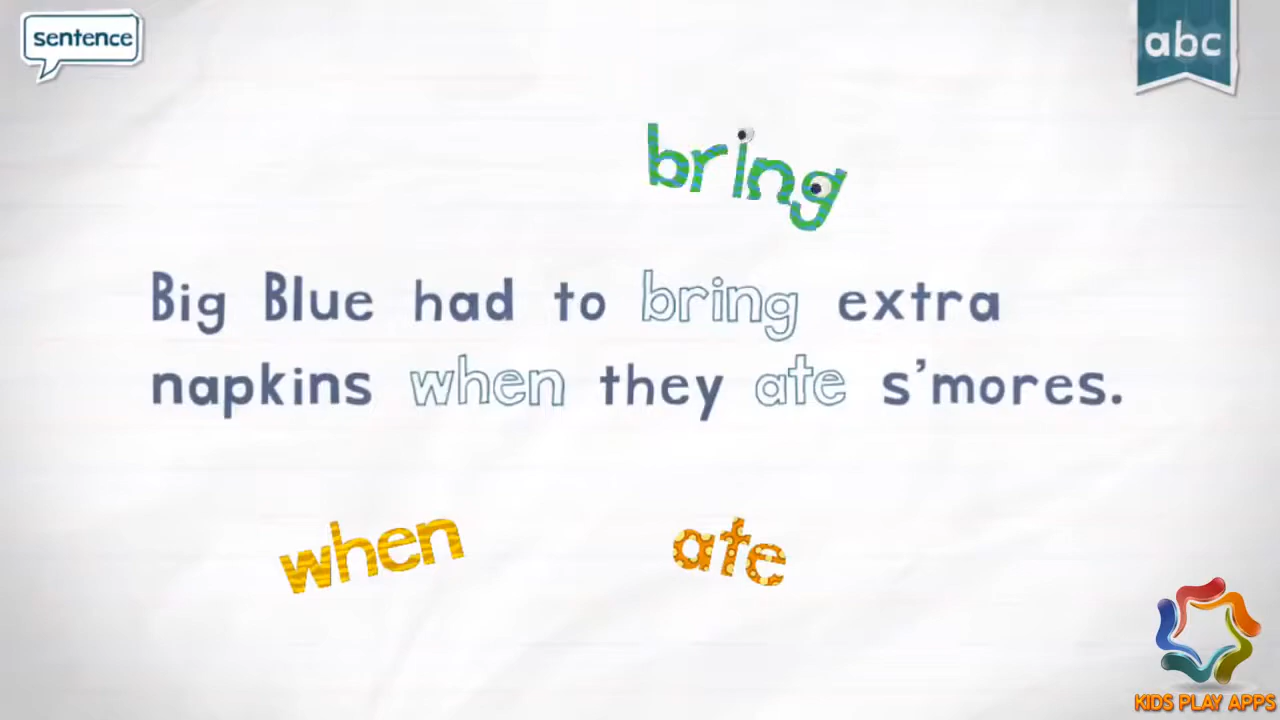 sentence
abc
bring
Big Blue had to bring extra
napkins when they ate s’mores.
when
ate
KIDS PLAY APPS